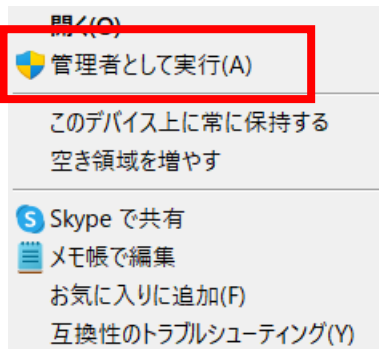 開く(O)
管理者として実行(A)
このデバイス上に常に保持する
空き領域を増やす
Skype で共有
メモ帳で編集
お気に入りに追加(F)
互換性のトラブルシューティング(Y)